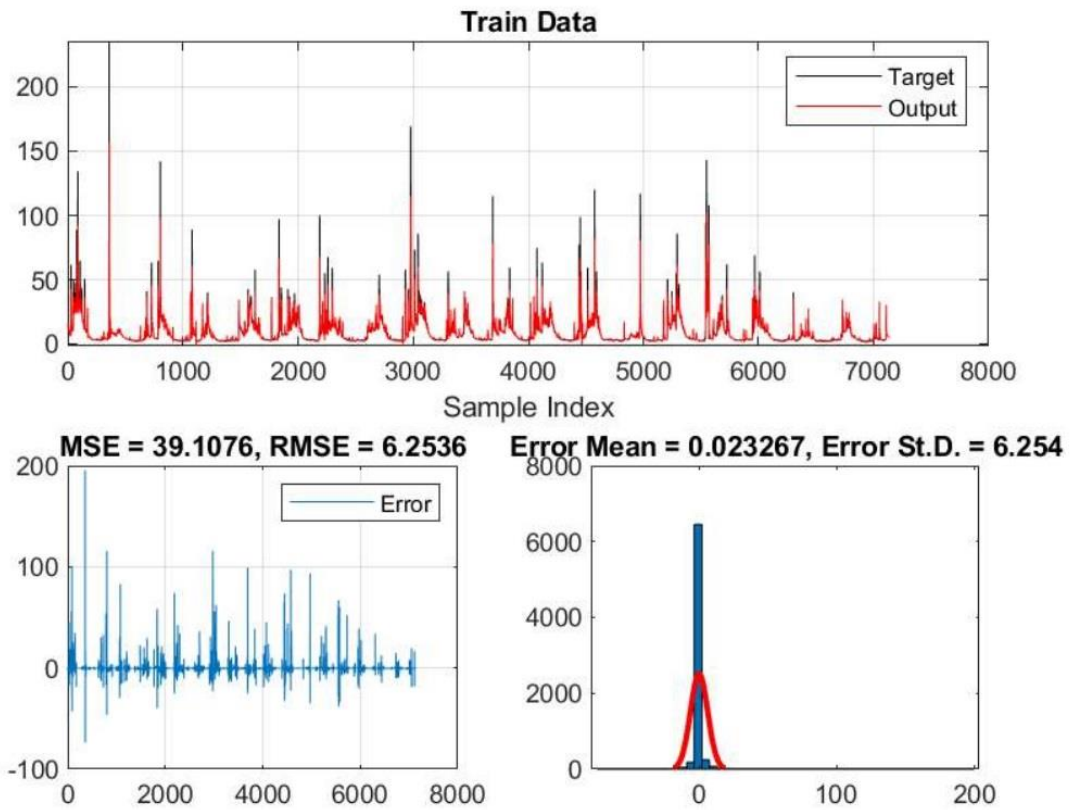 Train Data
200
150
100
50
0
Target
Output
0 1000 2000 3000 4000 5000 6000 7000 8000
Sample Index
MSE = 39.1076, RMSE = 6.2536
200
100
0
-100
Error
0 2000 4000 6000 8000
Error Mean = 0.023267, Error St.D. = 6.254
8000
6000
4000
2000
0
0 100 200